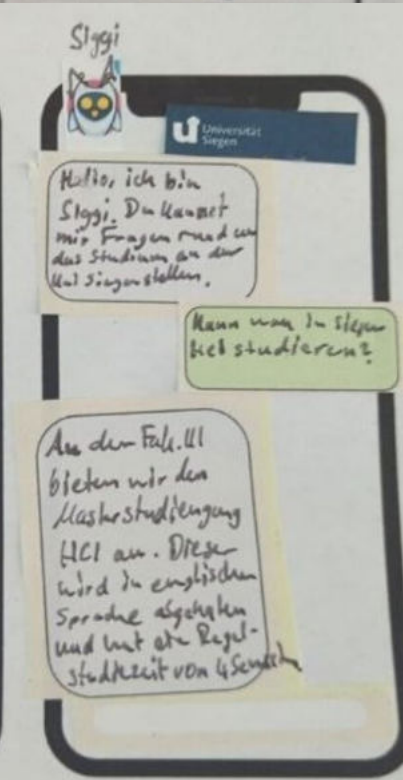 Siggi
Universität
Siegen
Hallo, ich bin
Siggi. Du kannst
mir Fragen rund um
das Studium an der
Uni Siegen stellen.
Kann man in Siegen
HCI studieren?
An der Fak. III
bieten wir den
Masterstudiengang
HCI an. Dieser
wird in englischer
Sprache abgehalten
und hat eine Regel-
studienzeit von 4 Semestern